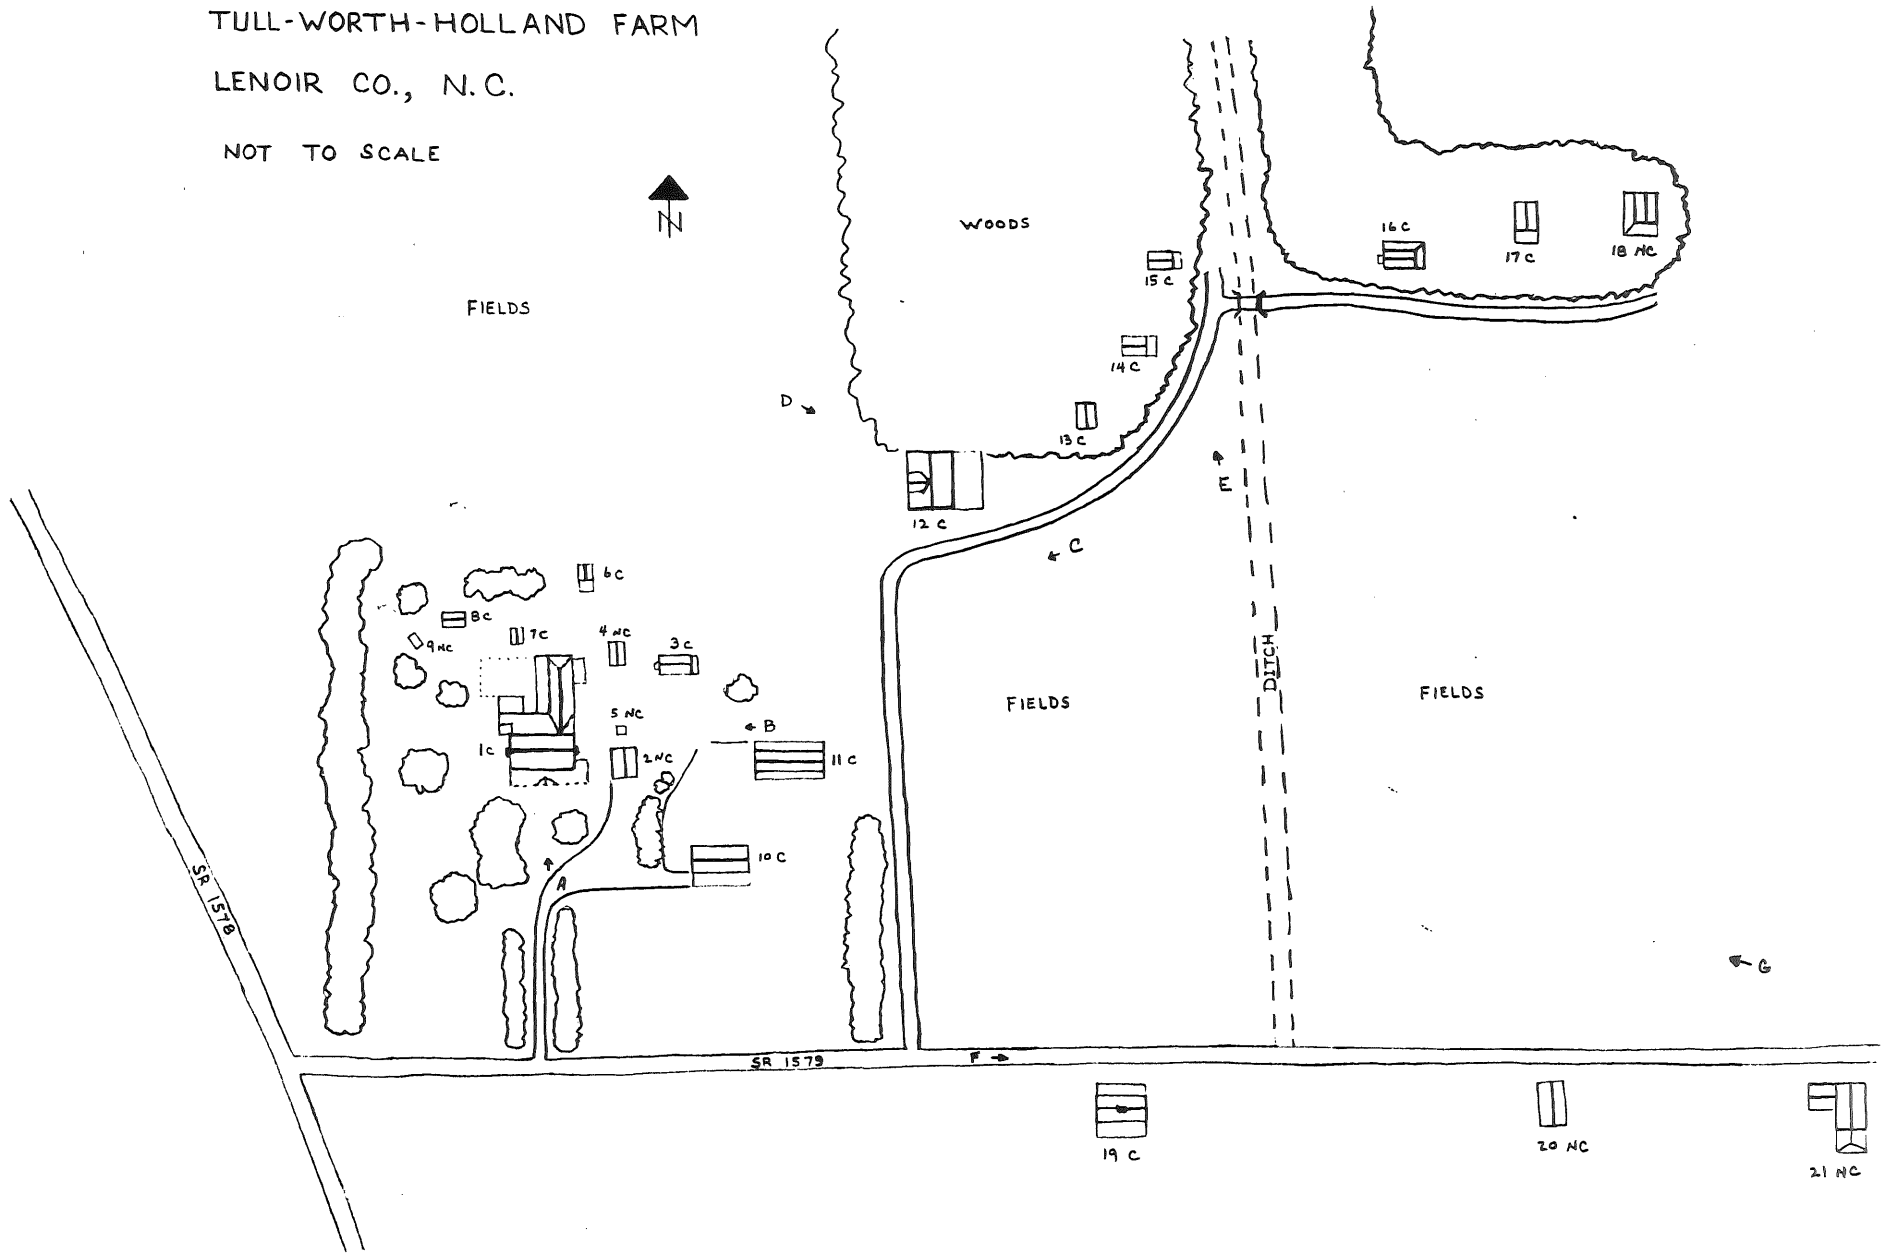 TULL-WORTH-HOLLAND FARM
LENOIR CO., N.C.
NOT TO SCALE
N
WOODS
FIELDS
16 C
17 C
18 NC
15 C
14 C
D
13 C
E
12 C
C
6 C
8 C
7 C
4 NC
3 C
9 NC
DITCH
FIELDS
FIELDS
5 NC
B
1 C
2 NC
11 C
10 C
A
SR 1578
G
SR 1579
F
19 C
20 NC
21 NC